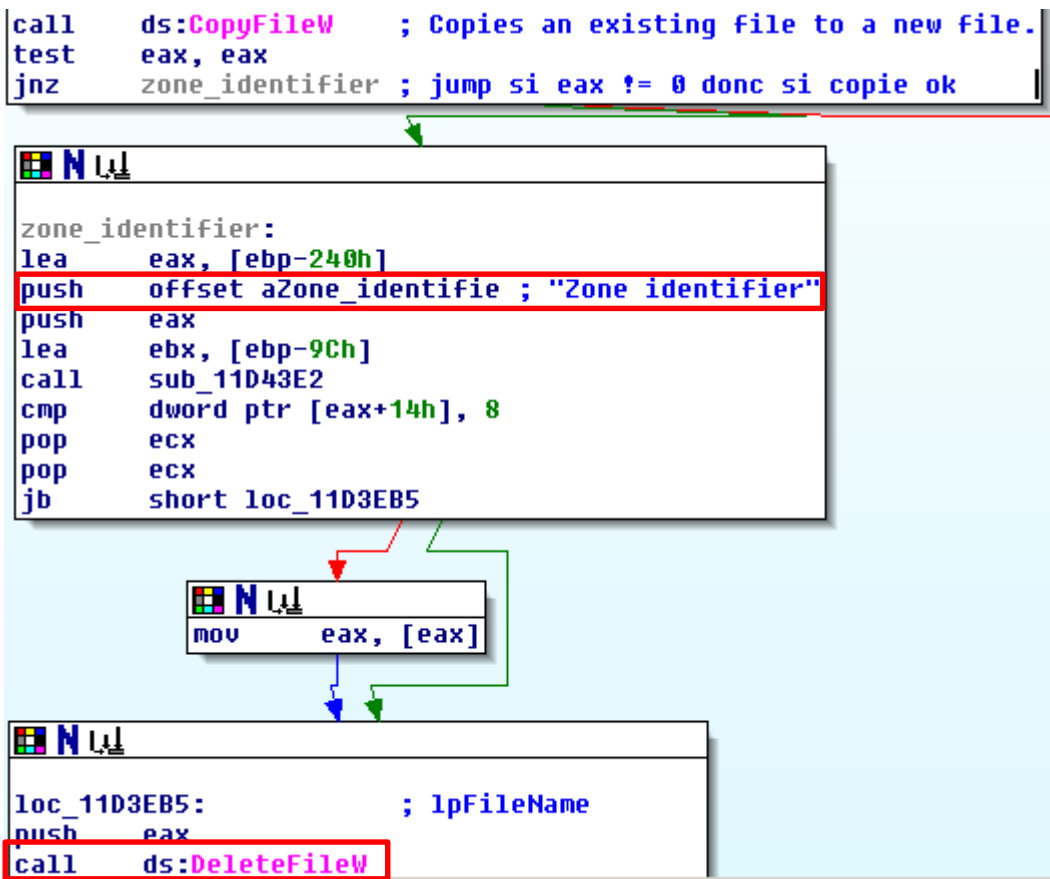 call ds:CopyFileW ; Copies an existing file to a new file.
test eax, eax
jnz zone_identifier ; jump si eax != 0 donc si copie ok
N
zone_identifier:
lea eax, [ebp-240h]
push offset aZone_identifie ; "Zone identifier"
push eax
lea ebx, [ebp-9Ch]
call sub_11D43E2
cmp dword ptr [eax+14h], 8
pop ecx
pop ecx
jb short loc_11D3EB5
N
mov eax, [eax]
N
loc_11D3EB5: ; lpFileName
push eax
call ds:DeleteFileW